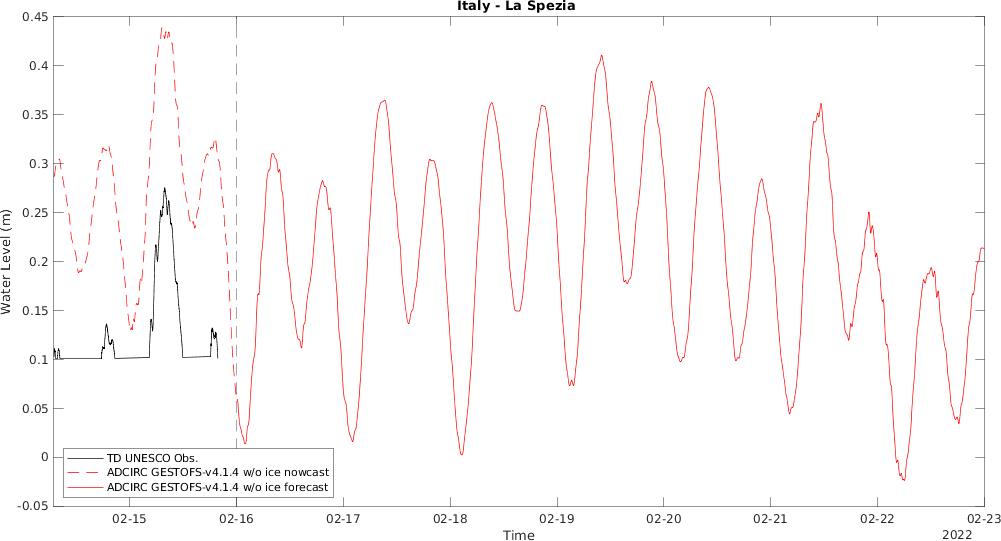 Italy - La Spezia
Water Level (m)
0.45
0.4
0.35
0.3
0.25
0.2
0.15
0.1
0.05
0
-0.05
TD UNESCO Obs.
ADCIRC GESTOFS-v4.1.4 w/o ice nowcast
ADCIRC GESTOFS-v4.1.4 w/o ice forecast
02-15 02-16 02-17 02-18 02-19 02-20 02-21 02-22 02-23
Time
2022